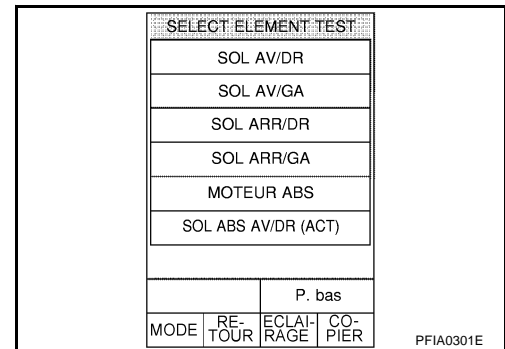 SELECT ELEMENT TEST
SOL AV/DR
SOL AV/GA
SOL ARR/DR
SOL ARR/GA
MOTEUR ABS
SOL ABS AV/DR (ACT)
P. bas
MODE RE- ECLAI- CO-
TOUR RAGE PIER
PFIA0301E